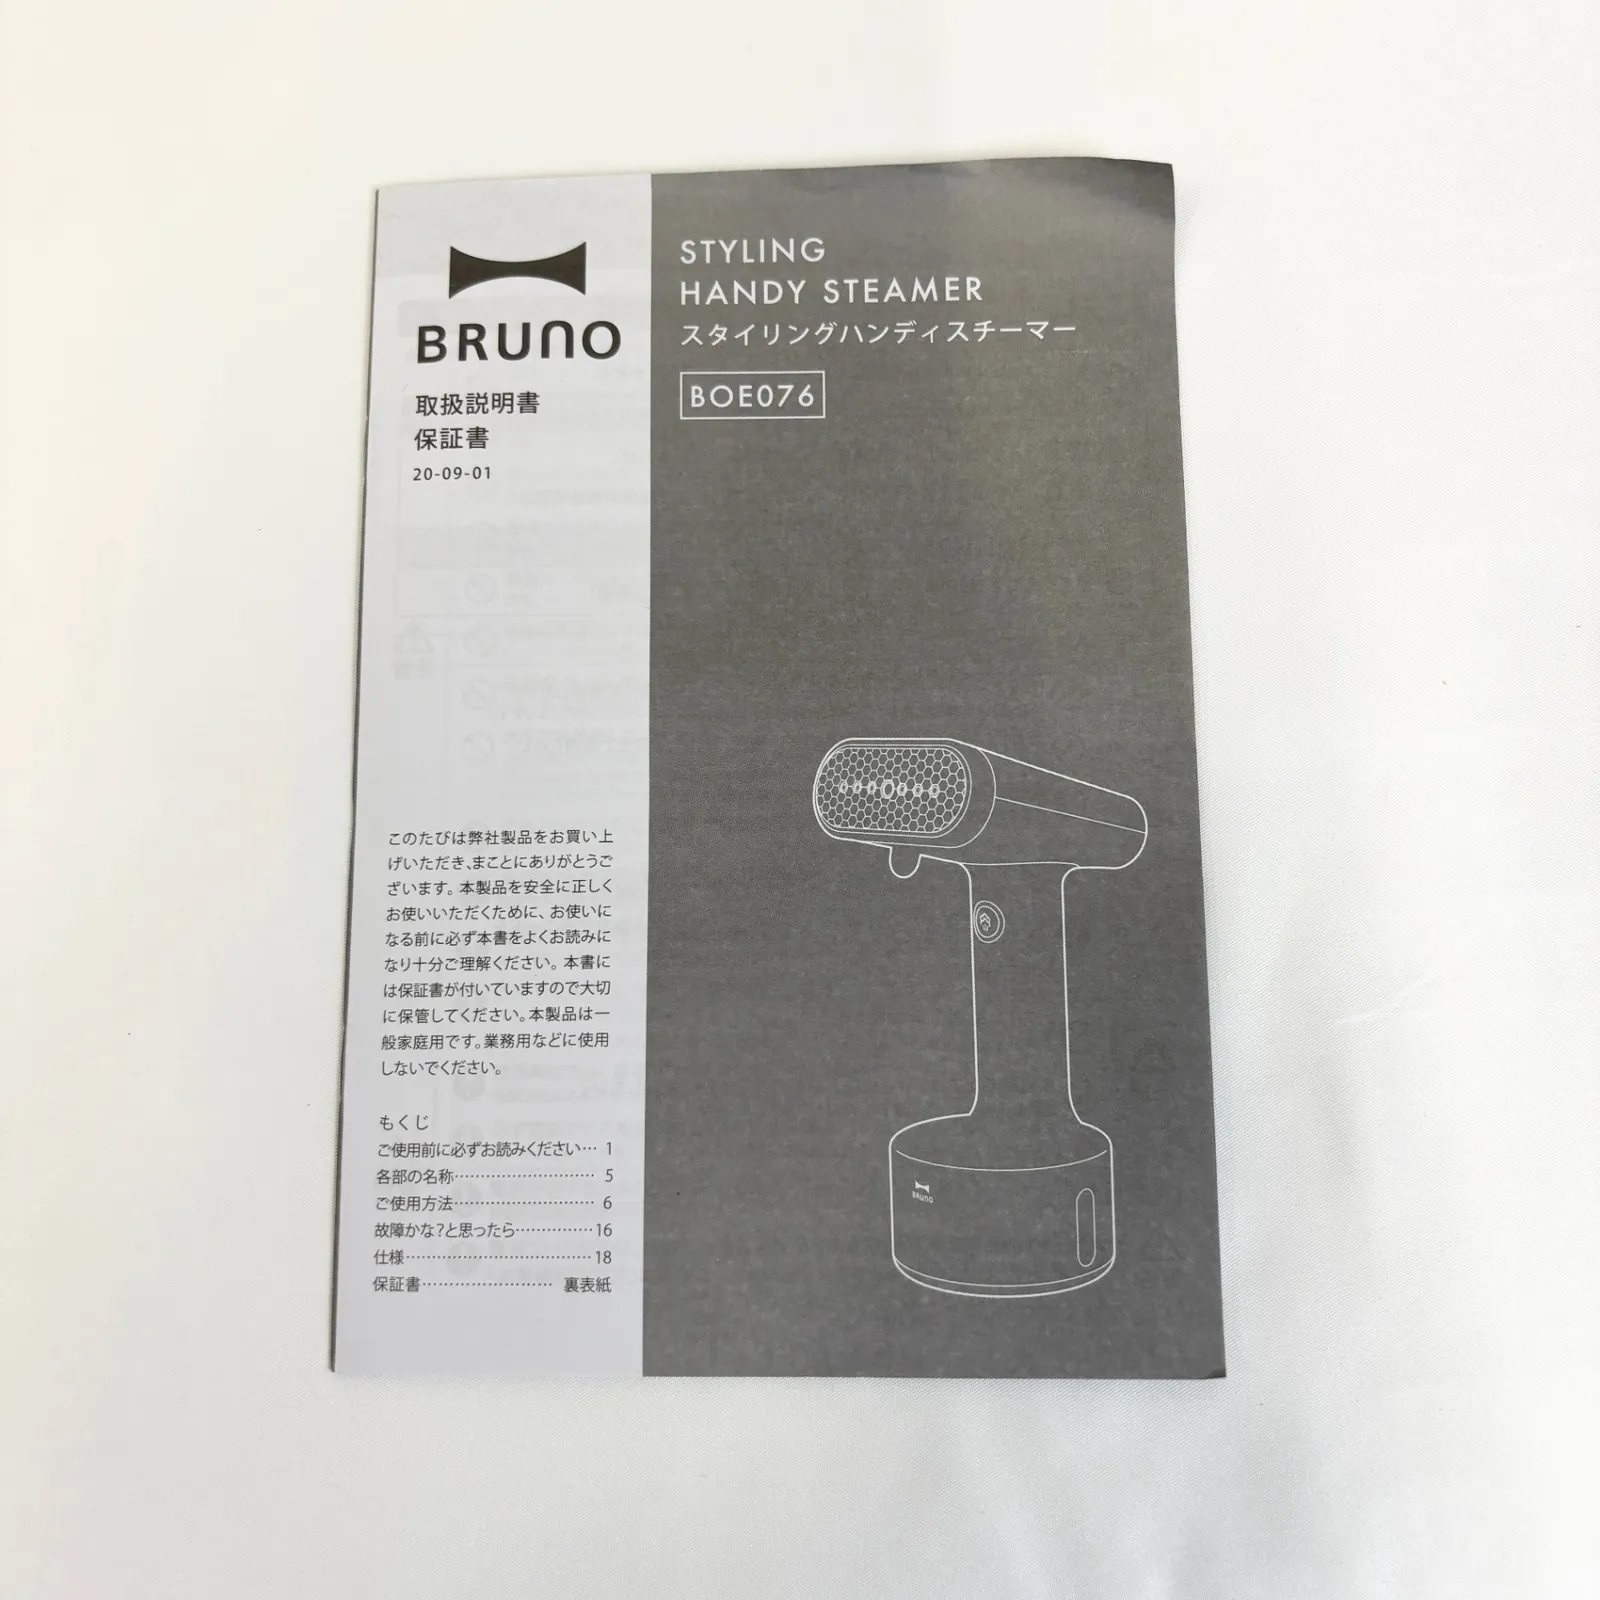 BRUNO
取扱説明書
保証書
20-09-01
STYLING
HANDY STEAMER
スタイリングハンディスチーマー
BOE076
このたびは弊社製品をお買い上
げいただき、まことにありがとうご
ざいます。本製品を安全に正しく
お使いいただくために、お使いに
なる前に必ず本書をよくお読みに
なり十分ご理解ください。本書に
は保証書が付いていますので大切
に保管してください。本製品は一
般家庭用です。業務用などに使用
しないでください。
もくじ
ご使用前に必ずお読みください… 1
各部の名称………………………… 5
ご使用方法………………………… 6
故障かな?と思ったら……………16
仕様…………………………………18
保証書……………………… 裏表紙
BRUNO